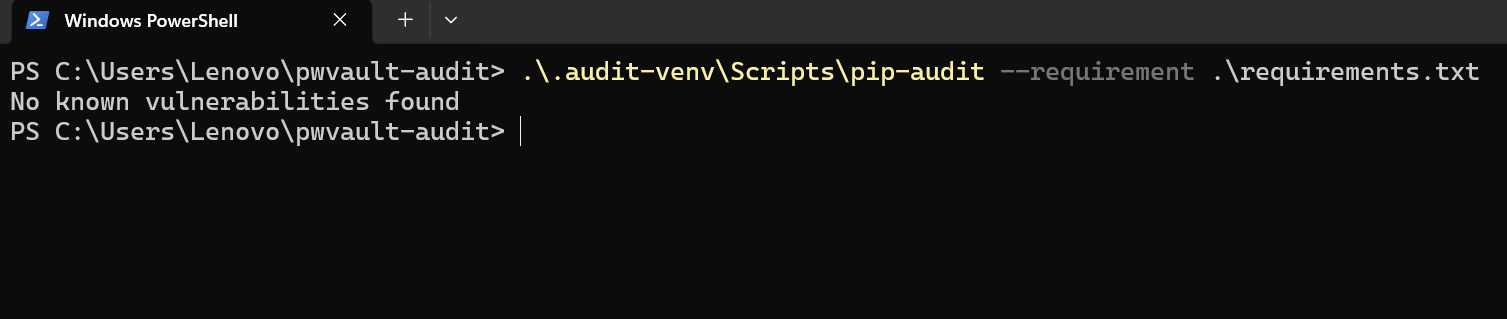 Windows PowerShell
PS C:\Users\Lenovo\pwvault-audit> .\.audit-venv\Scripts\pip-audit --requirement .\requirements.txt
No known vulnerabilities found
PS C:\Users\Lenovo\pwvault-audit>